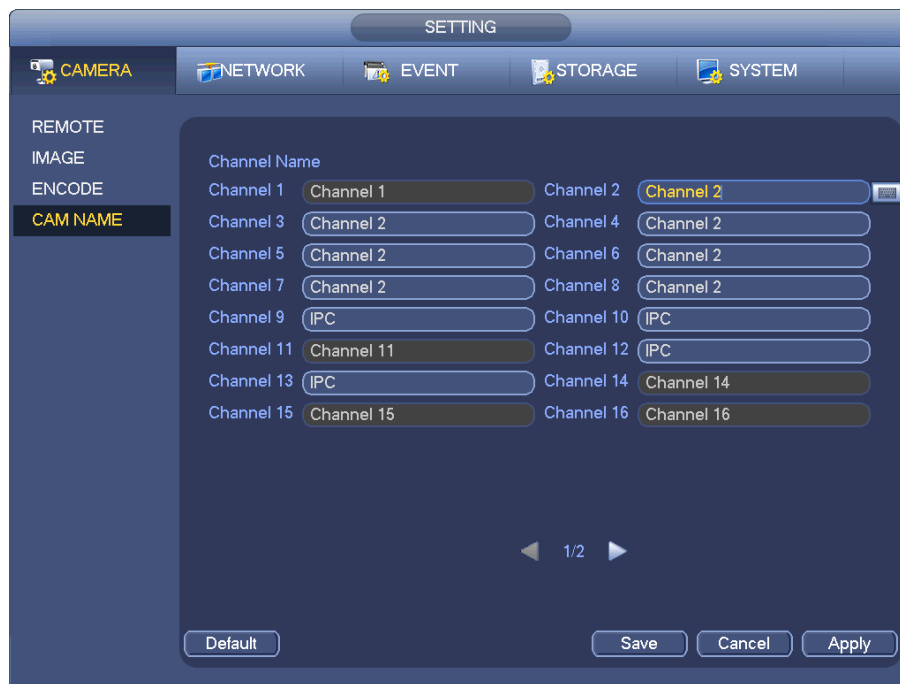 SETTING
CAMERA NETWORK EVENT STORAGE SYSTEM
REMOTE
IMAGE
ENCODE
CAM NAME
Channel Name
Channel 1 Channel 1 Channel 2 Channel 2
Channel 3 Channel 2 Channel 4 Channel 2
Channel 5 Channel 2 Channel 6 Channel 2
Channel 7 Channel 2 Channel 8 Channel 2
Channel 9 IPC Channel 10 IPC
Channel 11 Channel 11 Channel 12 IPC
Channel 13 IPC Channel 14 Channel 14
Channel 15 Channel 15 Channel 16 Channel 16
1/2
Default Save Cancel Apply